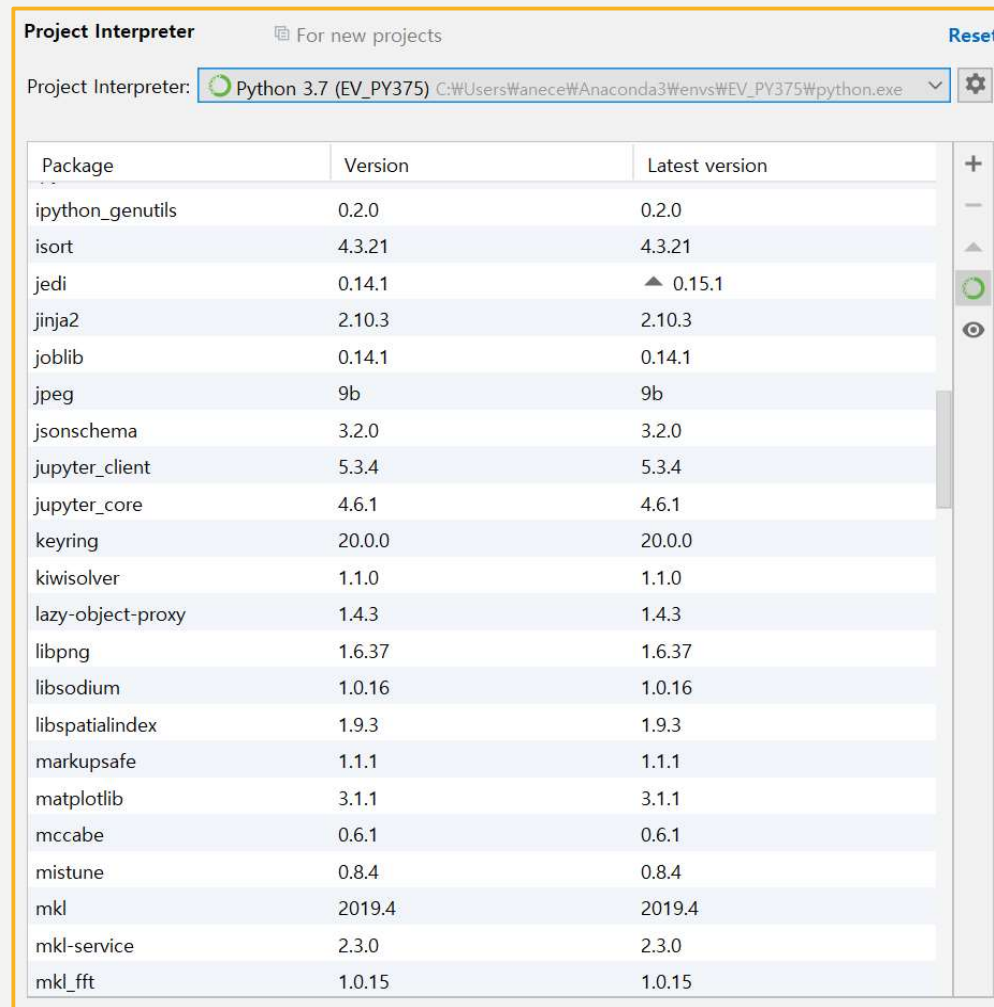 Project Interpreter For new projects Reset
Project Interpreter: Python 3.7 (EV_PY375) C:₩Users₩anece₩Anaconda3₩envs₩EV_PY375₩python.exe
Package Version Latest version
ipython_genutils 0.2.0 0.2.0
isort 4.3.21 4.3.21
jedi 0.14.1 0.15.1
jinja2 2.10.3 2.10.3
joblib 0.14.1 0.14.1
jpeg 9b 9b
jsonschema 3.2.0 3.2.0
jupyter_client 5.3.4 5.3.4
jupyter_core 4.6.1 4.6.1
keyring 20.0.0 20.0.0
kiwisolver 1.1.0 1.1.0
lazy-object-proxy 1.4.3 1.4.3
libpng 1.6.37 1.6.37
libsodium 1.0.16 1.0.16
libspatialindex 1.9.3 1.9.3
markupsafe 1.1.1 1.1.1
matplotlib 3.1.1 3.1.1
mccabe 0.6.1 0.6.1
mistune 0.8.4 0.8.4
mkl 2019.4 2019.4
mkl-service 2.3.0 2.3.0
mkl_fft 1.0.15 1.0.15